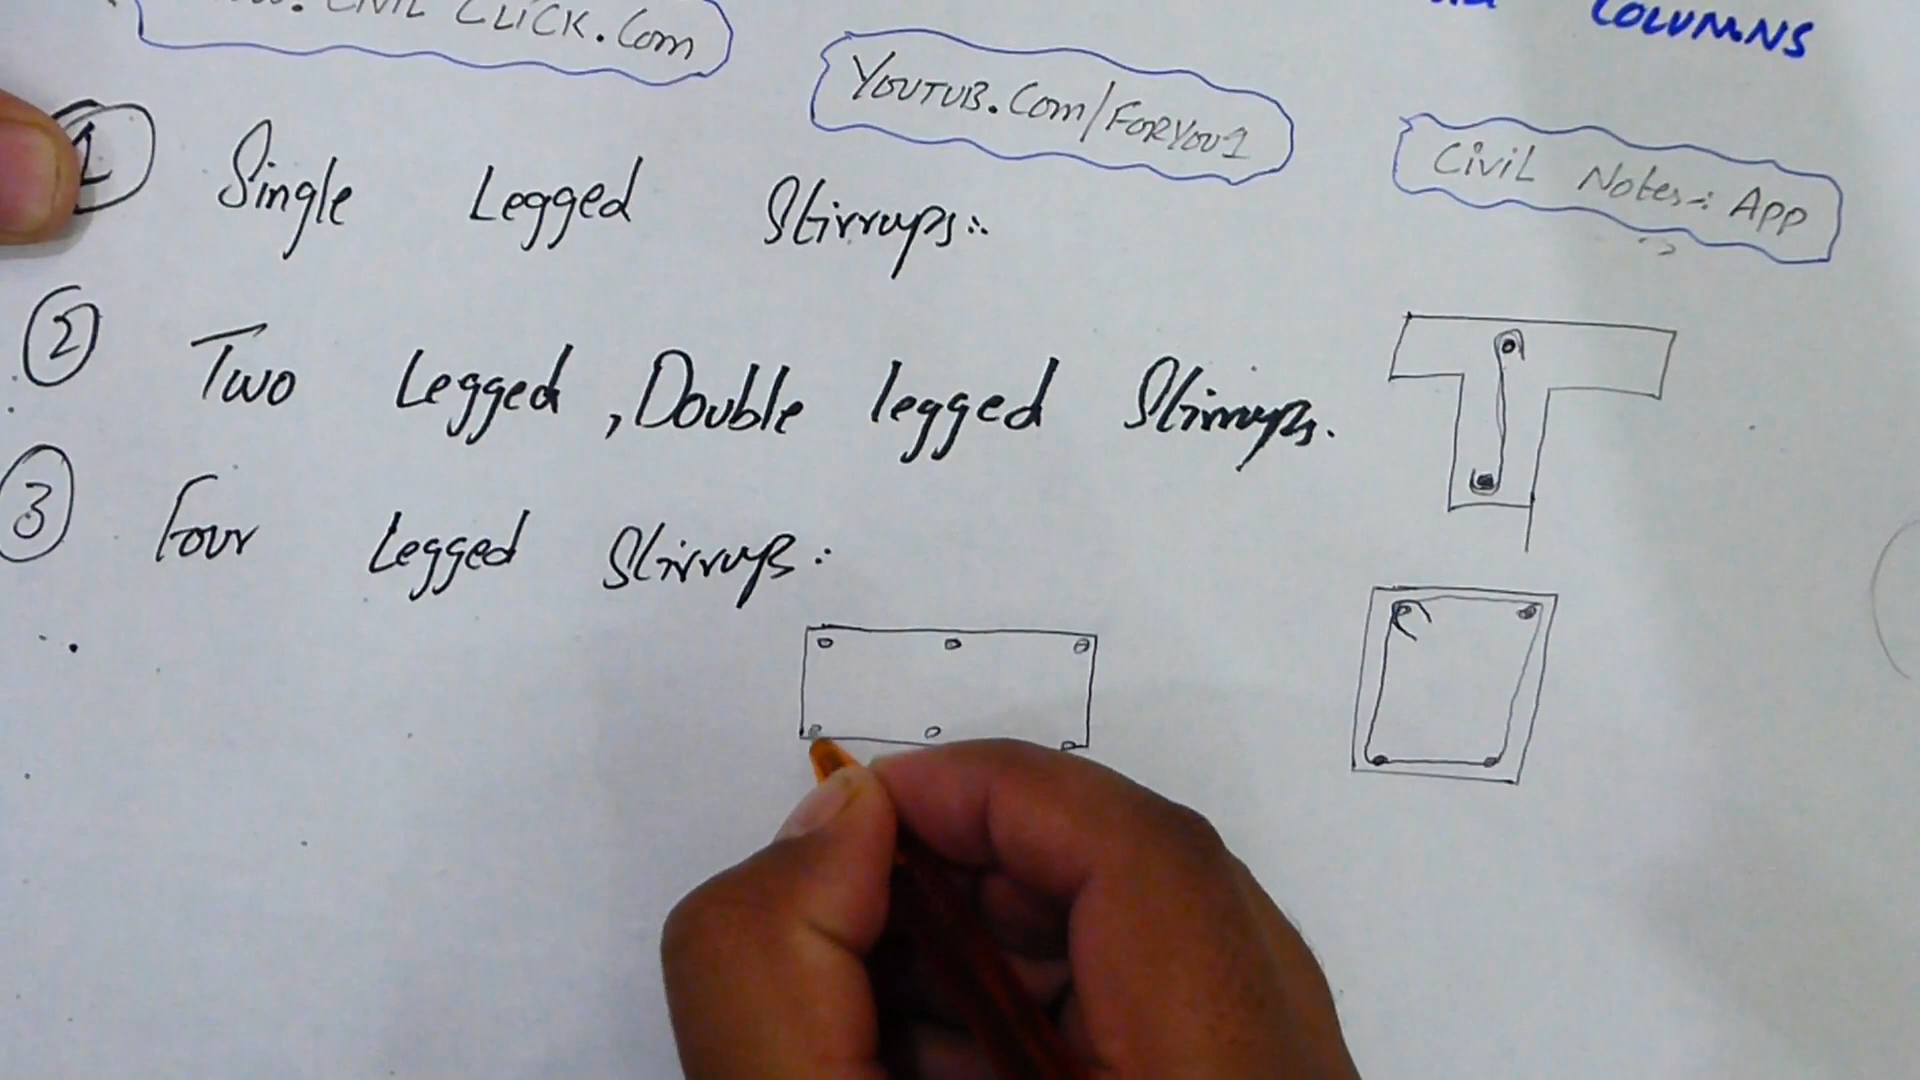 CIVIL CLICK.Com
COLUMNS
YOUTUB.Com/FORYOU1
CiviL Notes-: App
1 Single Legged Stirrups:.
2 Two Legged, Double legged Stirrups.
3 Four Legged Stirrups: